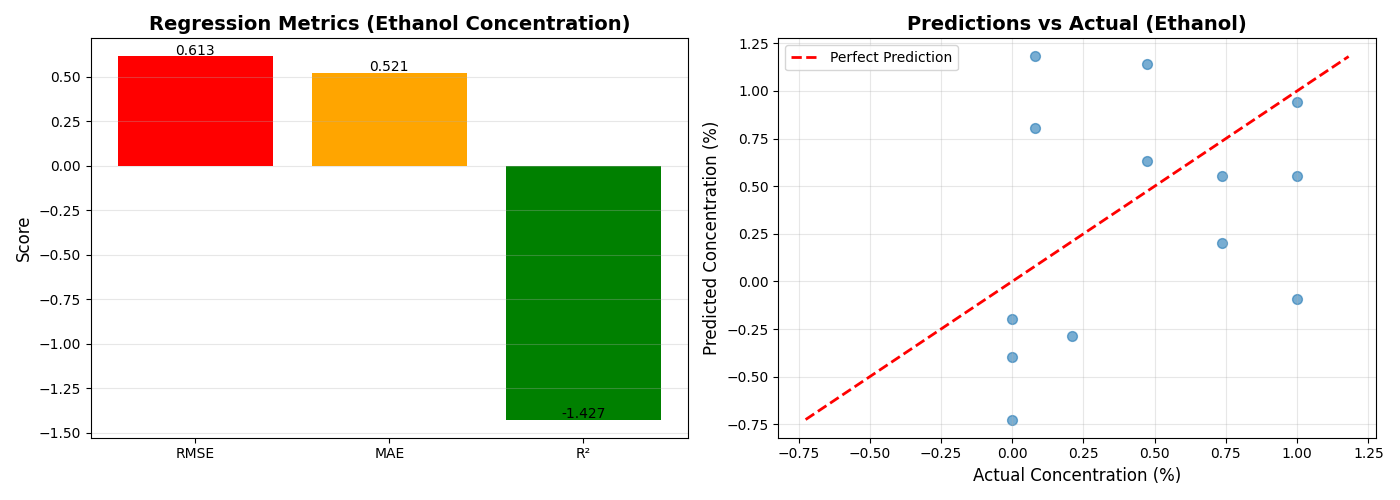 Regression Metrics (Ethanol Concentration)
0.613
0.521
-1.427
0.50
0.25
0.00
−0.25
−0.50
−0.75
−1.00
−1.25
−1.50
Score
RMSE MAE R²
Predictions vs Actual (Ethanol)
Perfect Prediction
1.25
1.00
0.75
0.50
0.25
0.00
−0.25
−0.50
−0.75
Predicted Concentration (%)
−0.75 −0.50 −0.25 0.00 0.25 0.50 0.75 1.00 1.25
Actual Concentration (%)